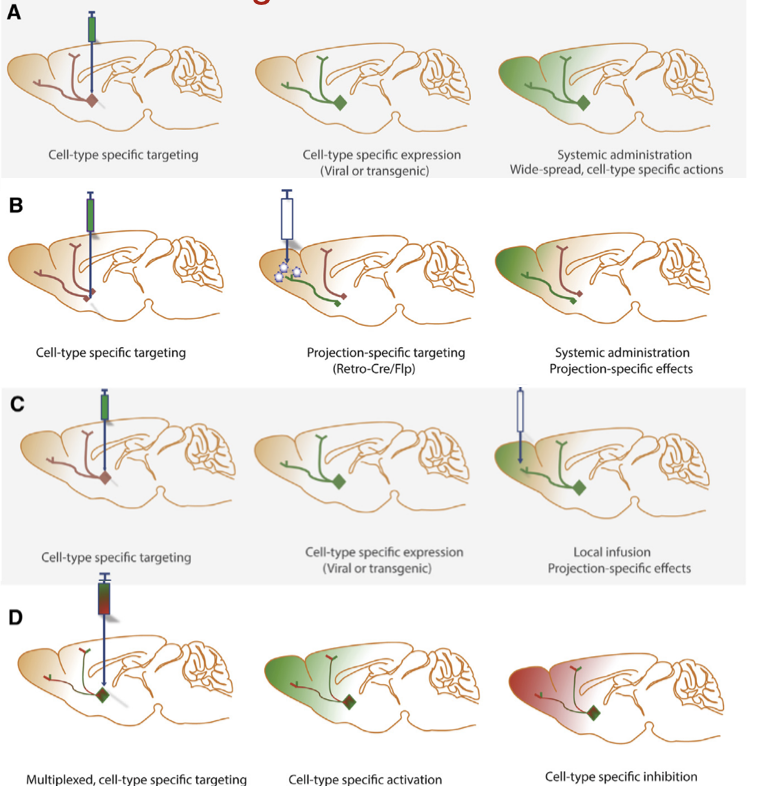 A
Cell-type specific targeting
Cell-type specific expression
(Viral or transgenic)
Systemic administration
Wide-spread, cell-type specific actions
B
Cell-type specific targeting
Projection-specific targeting
(Retro-Cre/Flp)
Systemic administration
Projection-specific effects
C
Cell-type specific targeting
Cell-type specific expression
(Viral or transgenic)
Local infusion
Projection-specific effects
D
Multiplexed, cell-type specific targeting
Cell-type specific activation
Cell-type specific inhibition